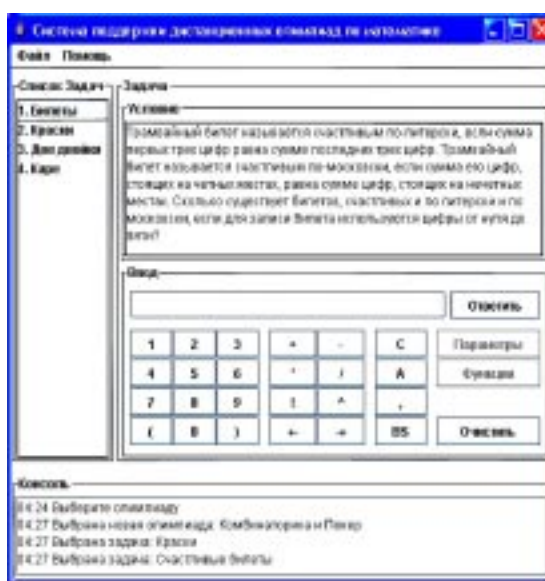 Система поддержки дистанционных олимпиад по математике
Файл Помощь
Список Задач
Задача
1. Билеты
2. Краски
3. Две двойки
4. Каре
Условие
Трамвайный билет называется счастливым по-питерски, если сумма
первых трех цифр равна сумме последних трех цифр. Трамвайный
билет называется счастливым по-московски, если сумма его цифр,
стоящих на четных местах, равна сумме цифр, стоящих на нечетных
местах. Сколько существует билетов, счастливых и по-питерски и по-
московски, если для записи билета используются цифры от нуля до
пяти?
Ввод
Ответить
1 2 3 + - C Параметры
4 5 6 * / A Функции
7 8 9 ! ^ ,
( 0 ) ← → BS Очистить
Консоль
04:24 Выберите олимпиаду
04:27 Выбрана новая олимпиада: Комбинаторика и Покер
04:27 Выбрана задача: Краски
04:27 Выбрана задача: Счастливые билеты